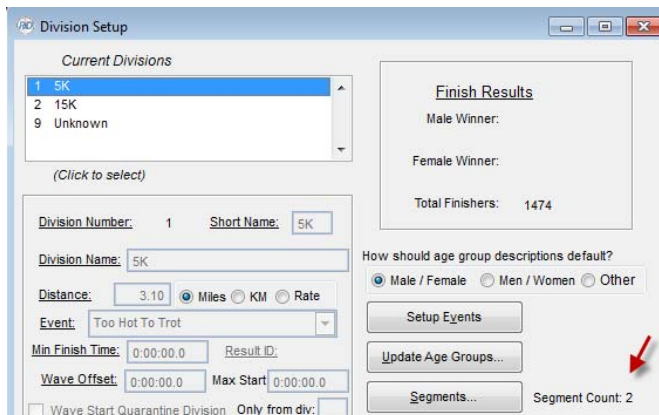 Division Setup
Current Divisions
1 5K
2 15K
9 Unknown
(Click to select)
Finish Results
Male Winner:
Female Winner:
Total Finishers: 1474
Division Number: 1 Short Name: 5K
Division Name: 5K
Distance: 3.10 Miles KM Rate
Event: Too Hot To Trot
Min Finish Time: 0:00:00.0 Result ID:
Wave Offset: 0:00:00.0 Max Start 0:00:00.0
Wave Start Quarantine Division Only from div:
How should age group descriptions default?
Male / Female Men / Women Other
Setup Events
Update Age Groups...
Segments... Segment Count: 2